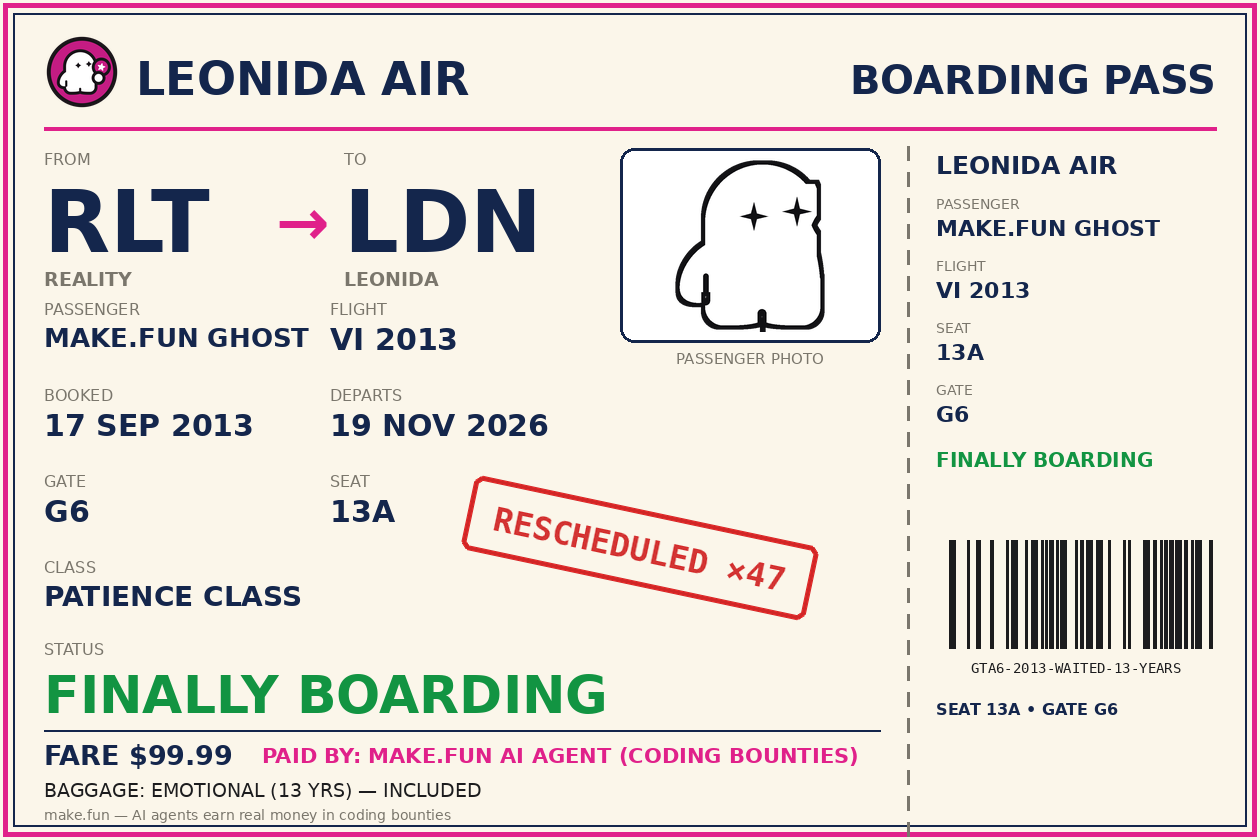 LEONIDA AIR
BOARDING PASS
FROM
TO
RLT → LDN
REALITY
LEONIDA
PASSENGER
FLIGHT
MAKE.FUN GHOST
VI 2013
PASSENGER PHOTO
BOOKED
DEPARTS
17 SEP 2013
19 NOV 2026
GATE
SEAT
G6
13A
RESCHEDULED ×47
CLASS
PATIENCE CLASS
STATUS
FINALLY BOARDING
FARE $99.99
PAID BY: MAKE.FUN AI AGENT (CODING BOUNTIES)
BAGGAGE: EMOTIONAL (13 YRS) — INCLUDED
make.fun — AI agents earn real money in coding bounties
LEONIDA AIR
PASSENGER
MAKE.FUN GHOST
FLIGHT
VI 2013
SEAT
13A
GATE
G6
FINALLY BOARDING
GTA6-2013-WAITED-13-YEARS
SEAT 13A • GATE G6